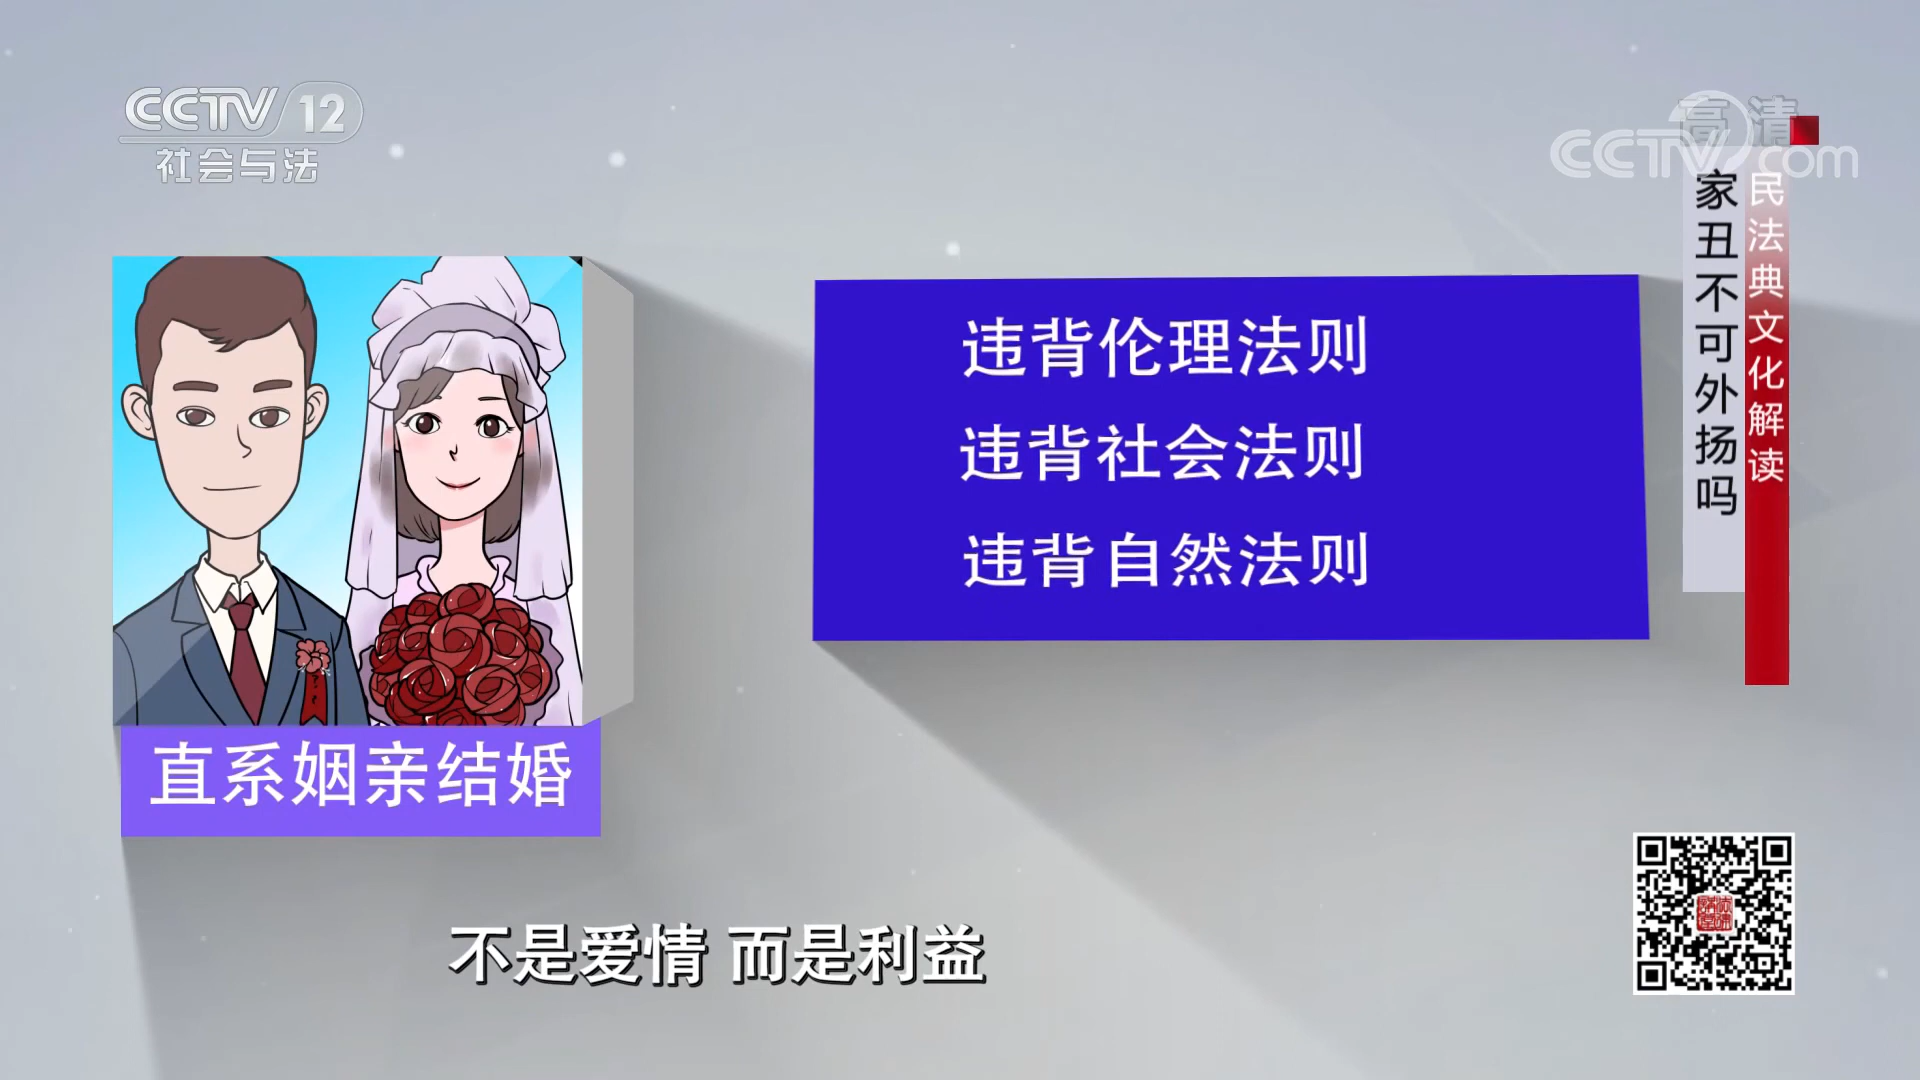 CCTV 12
社会与法
高清
CCTV.com
民法典文化解读
家丑不可外扬吗
违背伦理法则
违背社会法则
违背自然法则
直系姻亲结婚
不是爱情 而是利益